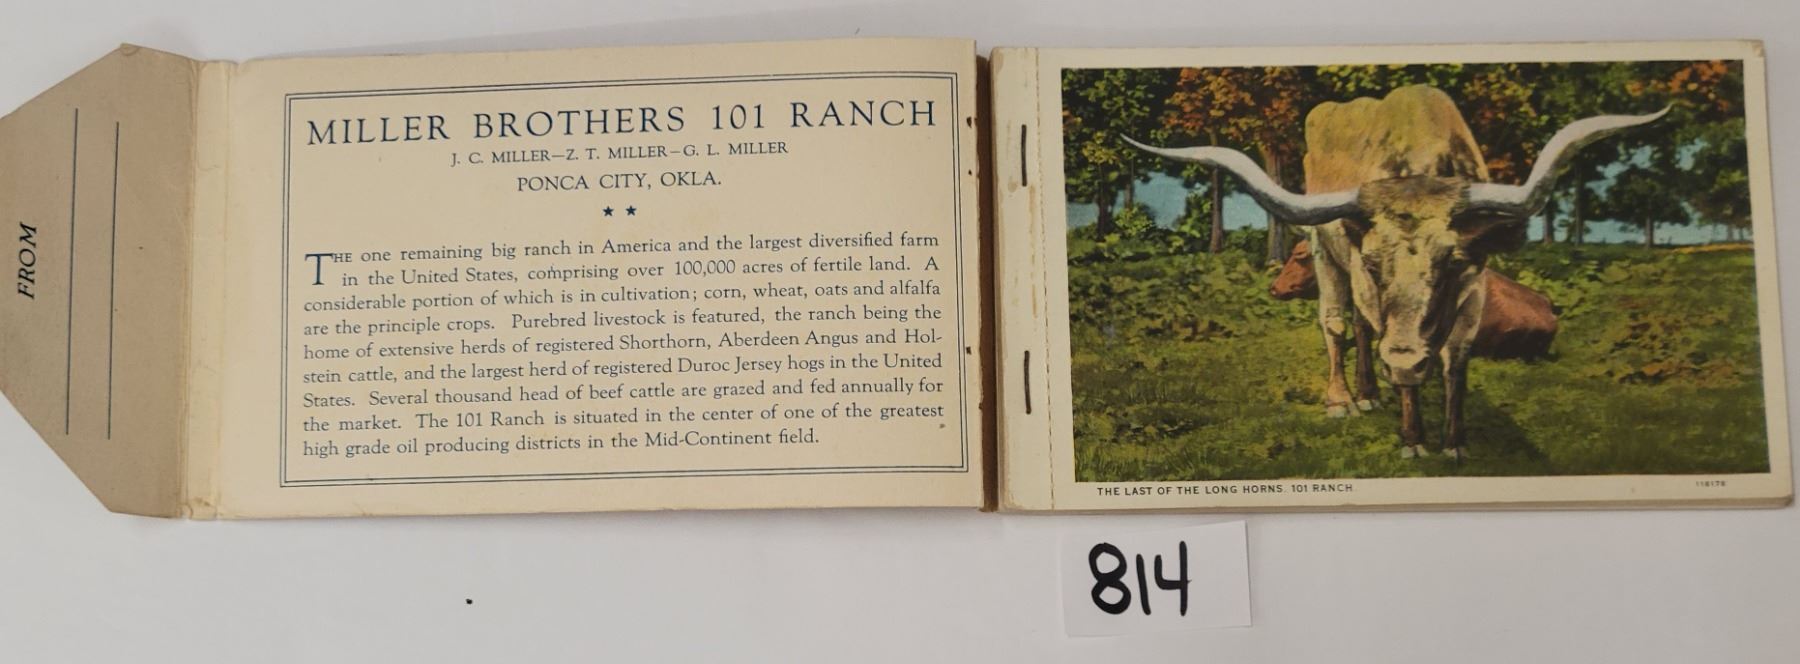 FROM
MILLER BROTHERS 101 RANCH
J. C. MILLER—Z. T. MILLER—G. L. MILLER
PONCA CITY, OKLA.
★ ★
THE one remaining big ranch in America and the largest diversified farm
in the United States, comprising over 100,000 acres of fertile land. A
considerable portion of which is in cultivation; corn, wheat, oats and alfalfa
are the principle crops. Purebred livestock is featured, the ranch being the
home of extensive herds of registered Shorthorn, Aberdeen Angus and Hol-
stein cattle, and the largest herd of registered Duroc Jersey hogs in the United
States. Several thousand head of beef cattle are grazed and fed annually for
the market. The 101 Ranch is situated in the center of one of the greatest
high grade oil producing districts in the Mid-Continent field.
THE LAST OF THE LONG HORNS. 101 RANCH.
118178
814